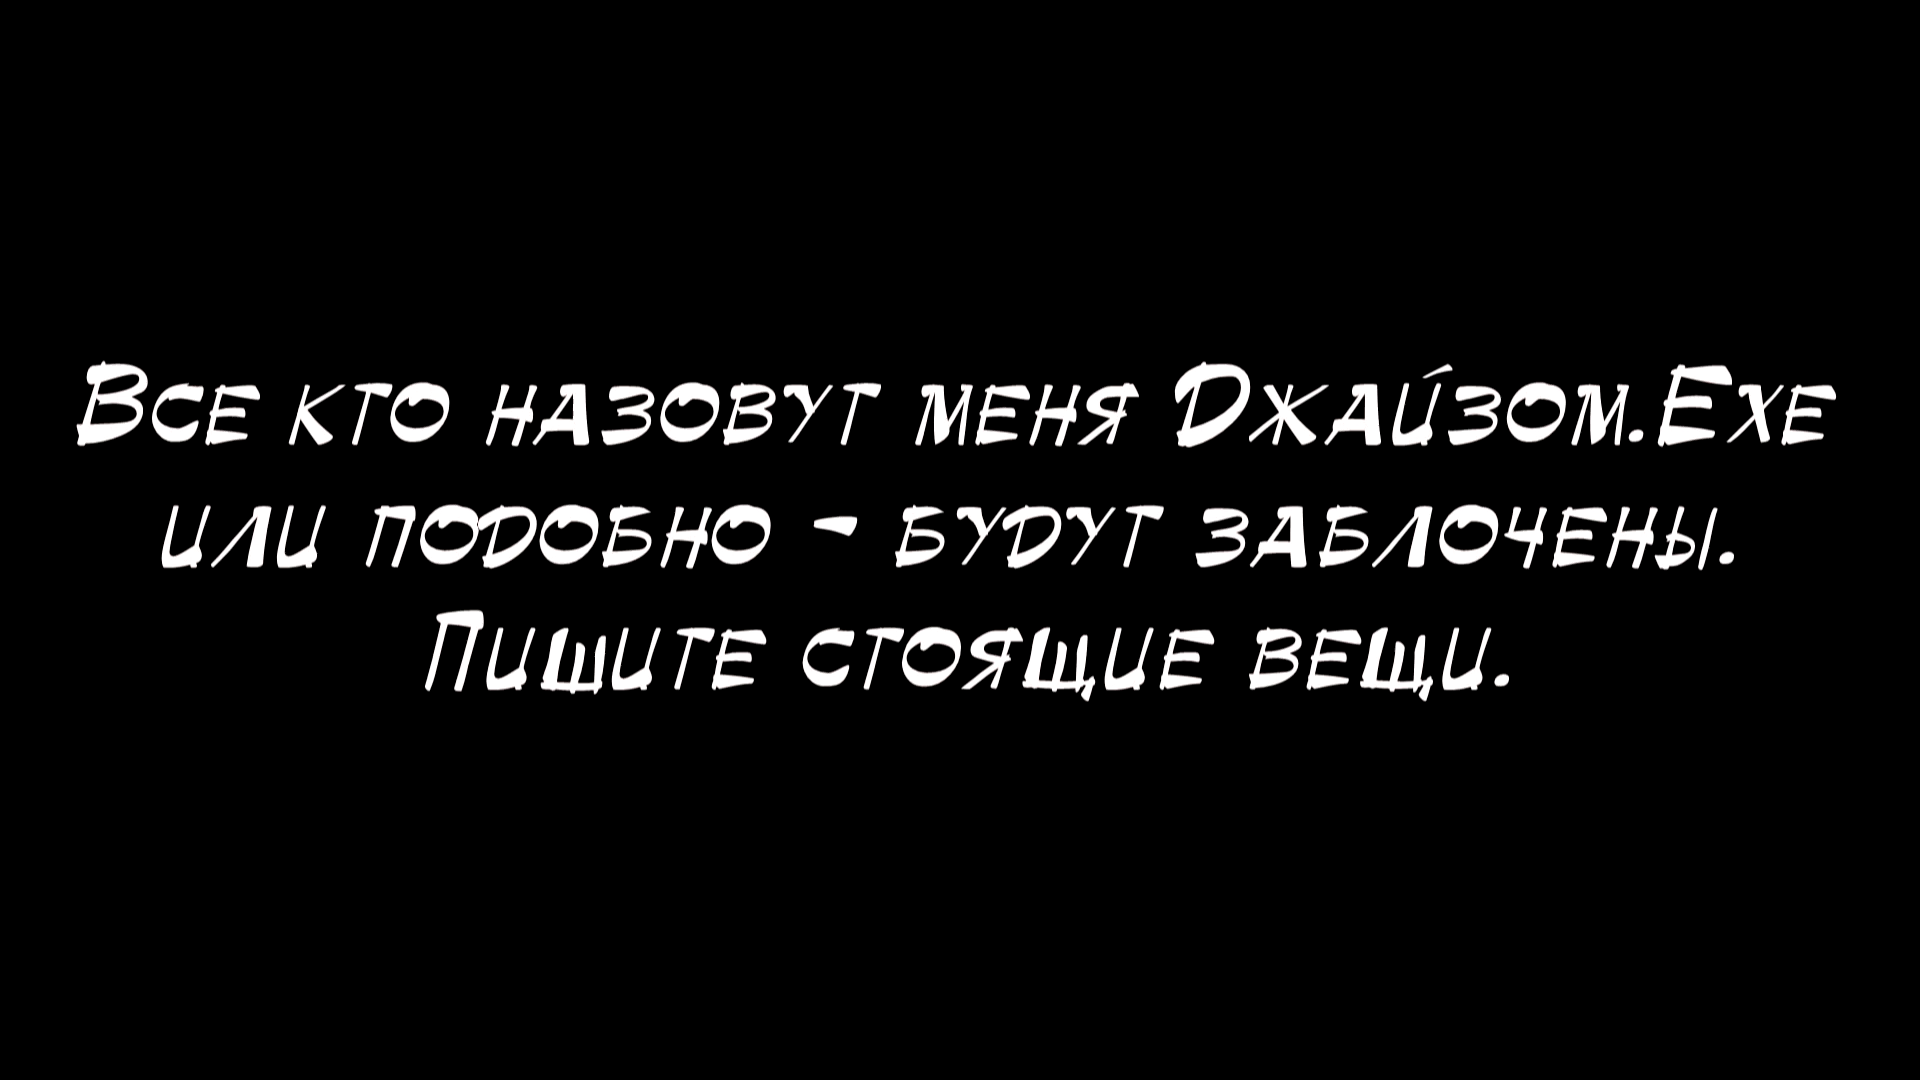 Все кто назовут меня Джайзом.Exe
или подобно - будут заблочены.
Пишите стоящие вещи.